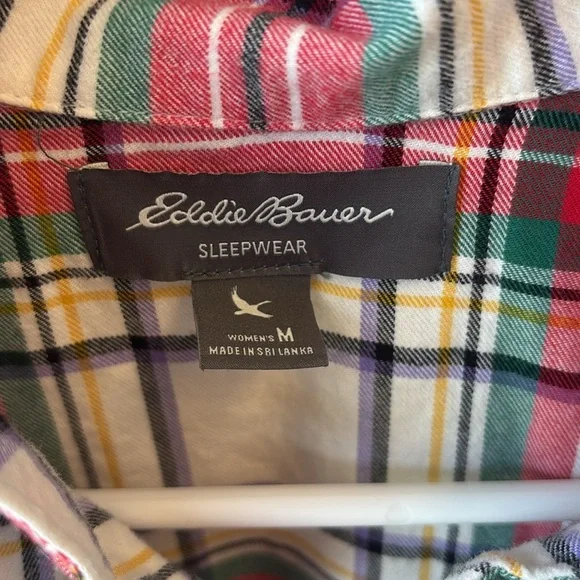 Eddie Bauer
SLEEPWEAR
WOMEN'S M
MADE IN SRI LANKA